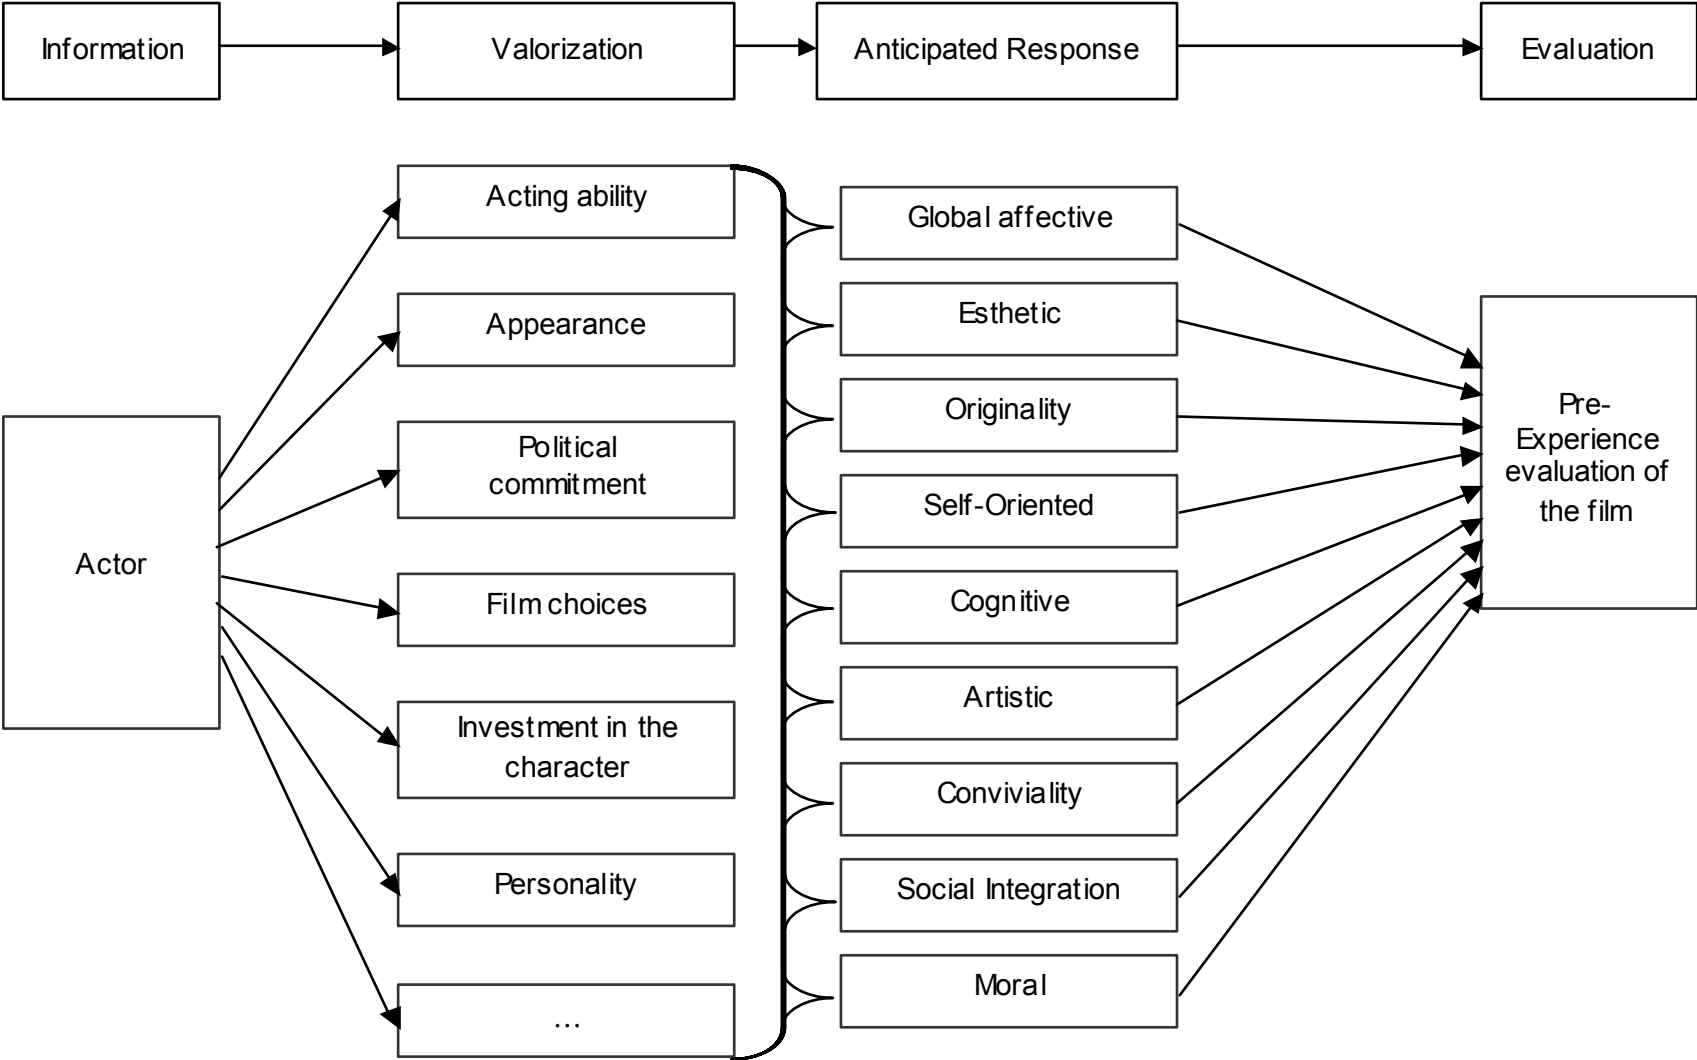 Information
Valorization
Anticipated Response
Evaluation
Actor
Acting ability
Appearance
Political
commitment
Film choices
Investment in the
character
Personality
…
Global affective
Esthetic
Originality
Self-Oriented
Cognitive
Artistic
Conviviality
Social Integration
Moral
Pre-
Experience
evaluation of
the film